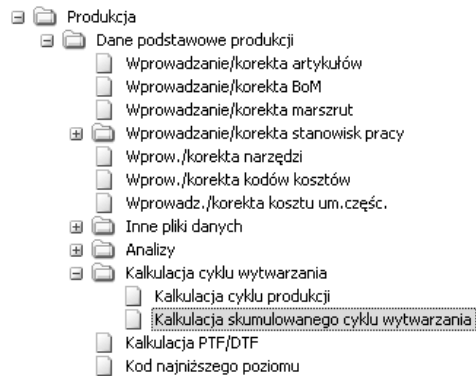 Produkcja
Dane podstawowe produkcji
Wprowadzanie/korekta artykułów
Wprowadzanie/korekta BoM
Wprowadzanie/korekta marszrut
Wprowadzanie/korekta stanowisk pracy
Wprow./korekta narzędzi
Wprow./korekta kodów kosztów
Wprowadz./korekta kosztu um.częśc.
Inne pliki danych
Analizy
Kalkulacja cyklu wytwarzania
Kalkulacja cyklu produkcji
Kalkulacja skumulowanego cyklu wytwarzania
Kalkulacja PTF/DTF
Kod najniższego poziomu